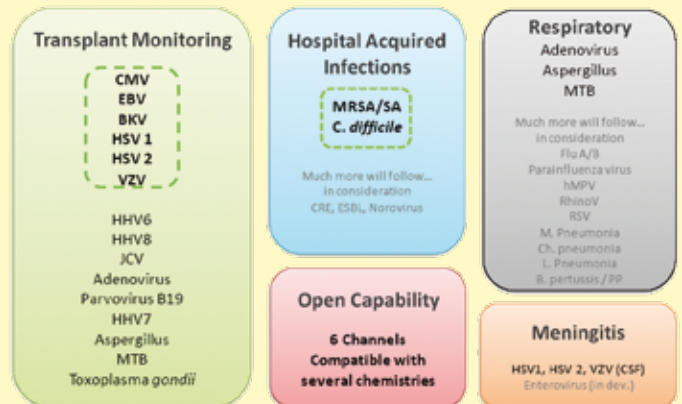 Transplant Monitoring
CMV
EBV
BKV
HSV 1
HSV 2
VZV
HHV6
HHV8
JCV
Adenovirus
Parvovirus B19
HHV7
Aspergillus
MTB
Toxoplasma gondii
Hospital Acquired
Infections
MRSA/SA
C. difficile
Much more will follow...
in consideration
CRE, ESBL, Norovirus
Open Capability
6 Channels
Compatible with
several chemistries
Respiratory
Adenovirus
Aspergillus
MTB
Much more will follow...
in consideration
Flu A/B
Parainfluenza virus
hMPV
RhinoV
RSV
M. Pneumonia
Ch. pneumonia
L. Pneumonia
B. pertussis / PP
Meningitis
HSV1, HSV 2, VZV (CSF)
Enterovirus (in dev.)